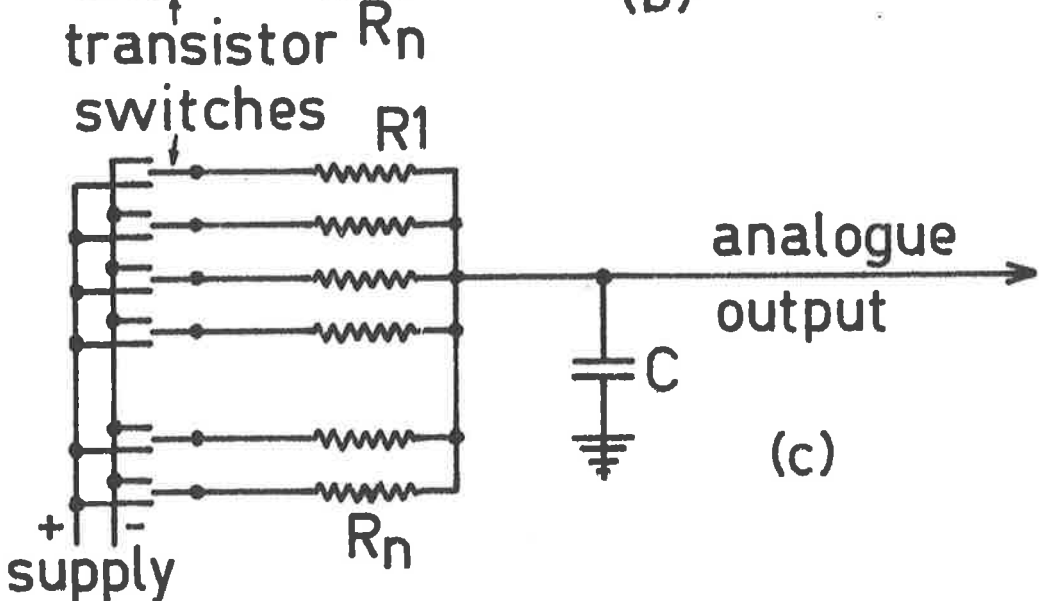 (b)
Rn
transistor
switches
R1
analogue
output
C
(c)
Rn
+ -
supply